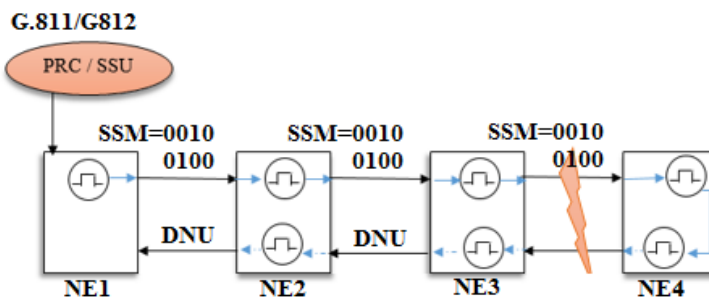 G.811/G812
PRC / SSU
SSM=0010
0100
SSM=0010
0100
SSM=0010
0100
DNU
DNU
NE1
NE2
NE3
NE4